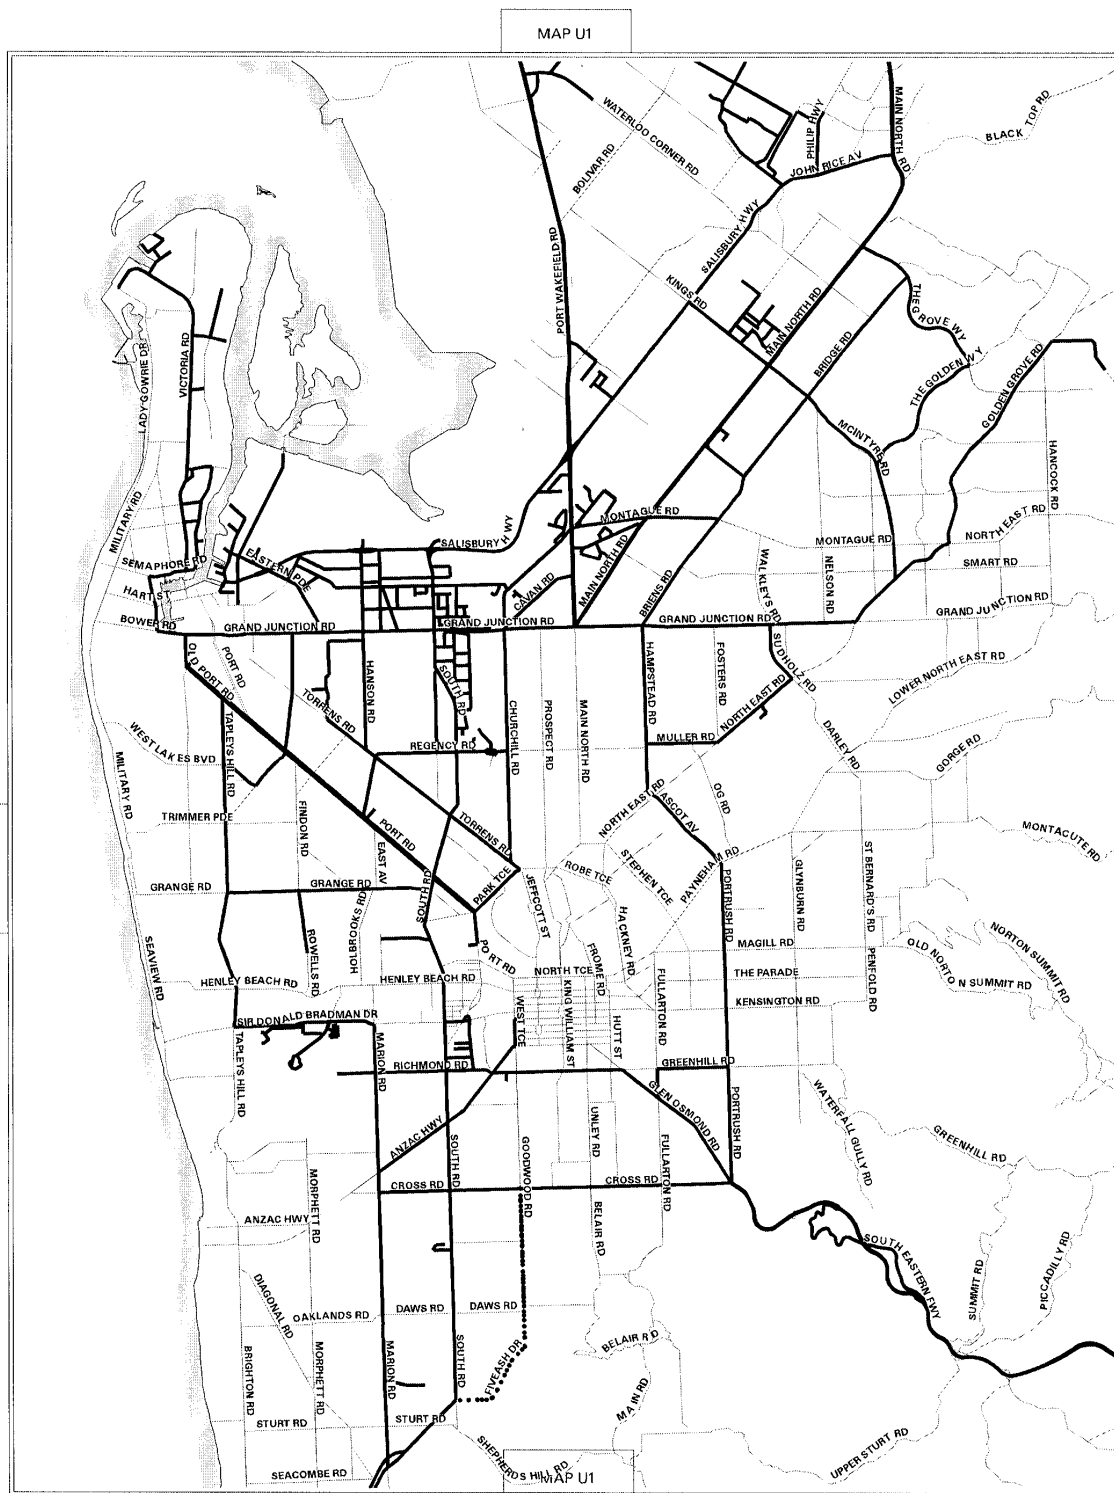 MAP U1
WATERLOO CORNER RD
BOLIVAR RD
PHILIP HWY
MAIN NORTH RD
BLACK TOP RD
JOHN RICE AV
SALISBURY HWY
PORT WAKEFIELD RD
KINGS RD
MAIN NORTH RD
BRIDGE RD
THE GROVE WY
THE GOLDEN WY
GOLDEN GROVE RD
LADY GOWRIE DR
VICTORIA RD
MCINTYRE RD
HANCOCK RD
MILITARY RD
MONTAGUE RD
SALISBURY HWY
NORTH EAST RD
MONTAGUE RD
SEMAPHORE RD
EASTERN PDE
SMART RD
HART ST
CAVAN RD
MAIN NORTH RD
BRIENS RD
WALKLEYS RD
NELSON RD
GRAND JUNCTION RD
BOWER RD
GRAND JUNCTION RD
GRAND JUNCTION RD
GRAND JUNCTION RD
OLD PORT RD
PORT RD
TORRENS RD
HANSON RD
SOUTH RD
HAMPSTEAD RD
FOSTERS RD
SUDHOLZ RD
LOWER NORTH EAST RD
NORTH EAST RD
CHURCHILL RD
PROSPECT RD
MAIN NORTH RD
TAPLEYS HILL RD
WEST LAKES BVD
REGENCY RD
MULLER RD
DARLEY RD
GORGE RD
MILITARY RD
TRIMMER PDE
FINDON RD
NORTH EAST RD
ASCOT AV
OG RD
PORT RD
TORRENS RD
MONTACUTE RD
EAST AV
STEPHEN TCE
ROBE TCE
PAYNEHAM RD
GLYNBURN RD
ST BERNARD'S RD
GRANGE RD
GRANGE RD
SOUTH RD
PARK TCE
JEFFCOTT ST
PORTRUSH RD
HOLBROOKS RD
HACKNEY RD
SEAVIEW RD
ROWELLS RD
PORT RD
FROME RD
MAGILL RD
PENFOLD RD
OLD NORTON SUMMIT RD
NORTON SUMMIT RD
HENLEY BEACH RD
HENLEY BEACH RD
NORTH TCE
THE PARADE
FULLARTON RD
KENSINGTON RD
WEST TCE
KING WILLIAM ST
HUTT ST
SIR DONALD BRADMAN DR
TAPLEYS HILL RD
MARION RD
RICHMOND RD
GREENHILL RD
GLEN OSMOND RD
PORTRUSH RD
WATERFALL GULLY RD
GREENHILL RD
ANZAC HWY
SOUTH RD
GOODWOOD RD
UNLEY RD
FULLARTON RD
CROSS RD
CROSS RD
MORPHETT RD
ANZAC HWY
BELAIR RD
SOUTH EASTERN FWY
SUMMIT RD
PICCADILLY RD
DIAGONAL RD
OAKLANDS RD
DAWS RD
DAWS RD
BELAIR RD
BRIGHTON RD
MORPHETT RD
MARION RD
SOUTH RD
FIVEASH DR
MAIN RD
STURT RD
STURT RD
SHEPHERDS HILL RD
UPPER STURT RD
SEACOMBE RD
MAP U1